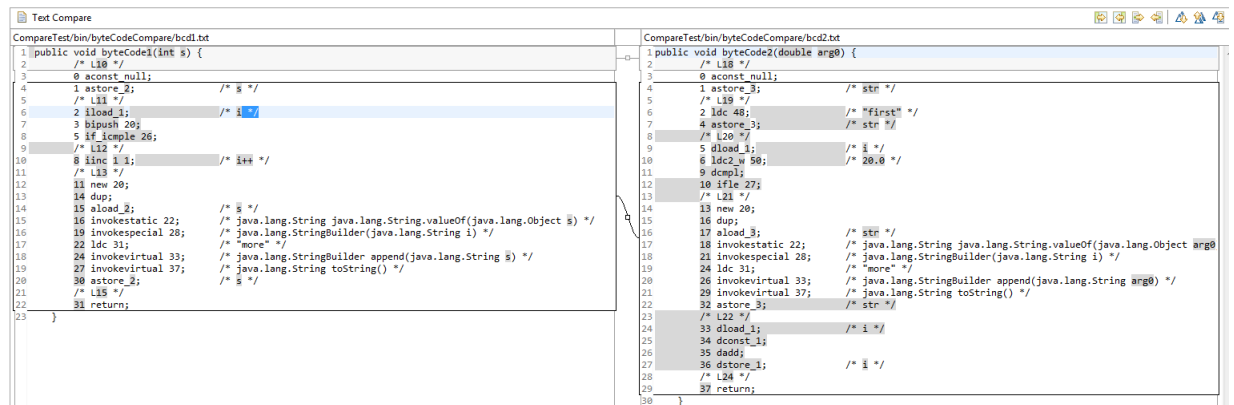 Text Compare
CompareTest/bin/byteCodeCompare/bcd1.txt
1 public void byteCode1(int s) {
2 /* L10 */
3 0 aconst_null;
4 1 astore_2; /* s */
5 /* L11 */
6 2 iload_1; /* i */
7 3 bipush 20;
8 5 if_icmple 26;
9 /* L12 */
10 8 iinc 1 1; /* i++ */
11 /* L13 */
12 11 new 20;
13 14 dup;
14 15 aload_2; /* s */
15 16 invokestatic 22; /* java.lang.String java.lang.String.valueOf(java.lang.Object s) */
16 19 invokespecial 28; /* java.lang.StringBuilder(java.lang.String i) */
17 22 ldc 31; /* "more" */
18 24 invokevirtual 33; /* java.lang.StringBuilder append(java.lang.String s) */
19 27 invokevirtual 37; /* java.lang.String toString() */
20 30 astore_2; /* s */
21 /* L15 */
22 31 return;
23 }
CompareTest/bin/byteCodeCompare/bcd2.txt
1 public void byteCode2(double arg0) {
2 /* L18 */
3 0 aconst_null;
4 1 astore_3; /* str */
5 /* L19 */
6 2 ldc 48; /* "first" */
7 4 astore_3; /* str */
8 /* L20 */
9 5 dload_1; /* i */
10 6 ldc2_w 50; /* 20.0 */
11 9 dcmpl;
12 10 ifle 27;
13 /* L21 */
14 13 new 20;
15 16 dup;
16 17 aload_3; /* str */
17 18 invokestatic 22; /* java.lang.String java.lang.String.valueOf(java.lang.Object arg0
18 21 invokespecial 28; /* java.lang.StringBuilder(java.lang.String i) */
19 24 ldc 31; /* "more" */
20 26 invokevirtual 33; /* java.lang.StringBuilder append(java.lang.String arg0) */
21 29 invokevirtual 37; /* java.lang.String toString() */
22 32 astore_3; /* str */
23 /* L22 */
24 33 dload_1; /* i */
25 34 dconst_1;
26 35 dadd;
27 36 dstore_1; /* i */
28 /* L24 */
29 37 return;
30 }